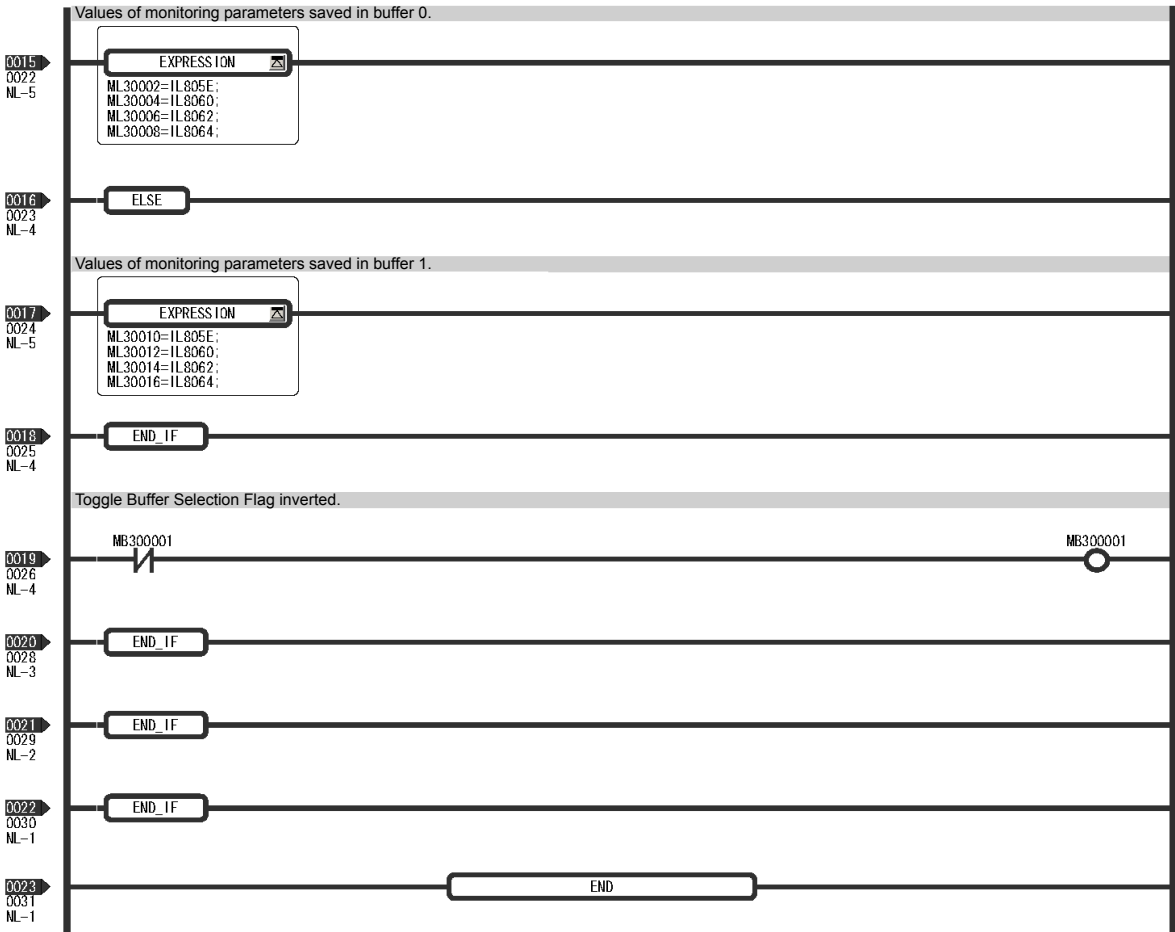 Values of monitoring parameters saved in buffer 0.
0015
0022
NL-5
EXPRESSION
ML30002=IL805E;
ML30004=IL8060;
ML30006=IL8062;
ML30008=IL8064;
0016
0023
NL-4
ELSE
Values of monitoring parameters saved in buffer 1.
0017
0024
NL-5
EXPRESSION
ML30010=IL805E;
ML30012=IL8060;
ML30014=IL8062;
ML30016=IL8064;
0018
0025
NL-4
END_IF
Toggle Buffer Selection Flag inverted.
MB300001 MB300001
0019
0026
NL-4
0020
0028
NL-3
END_IF
0021
0029
NL-2
END_IF
0022
0030
NL-1
END_IF
0023
0031
NL-1
END